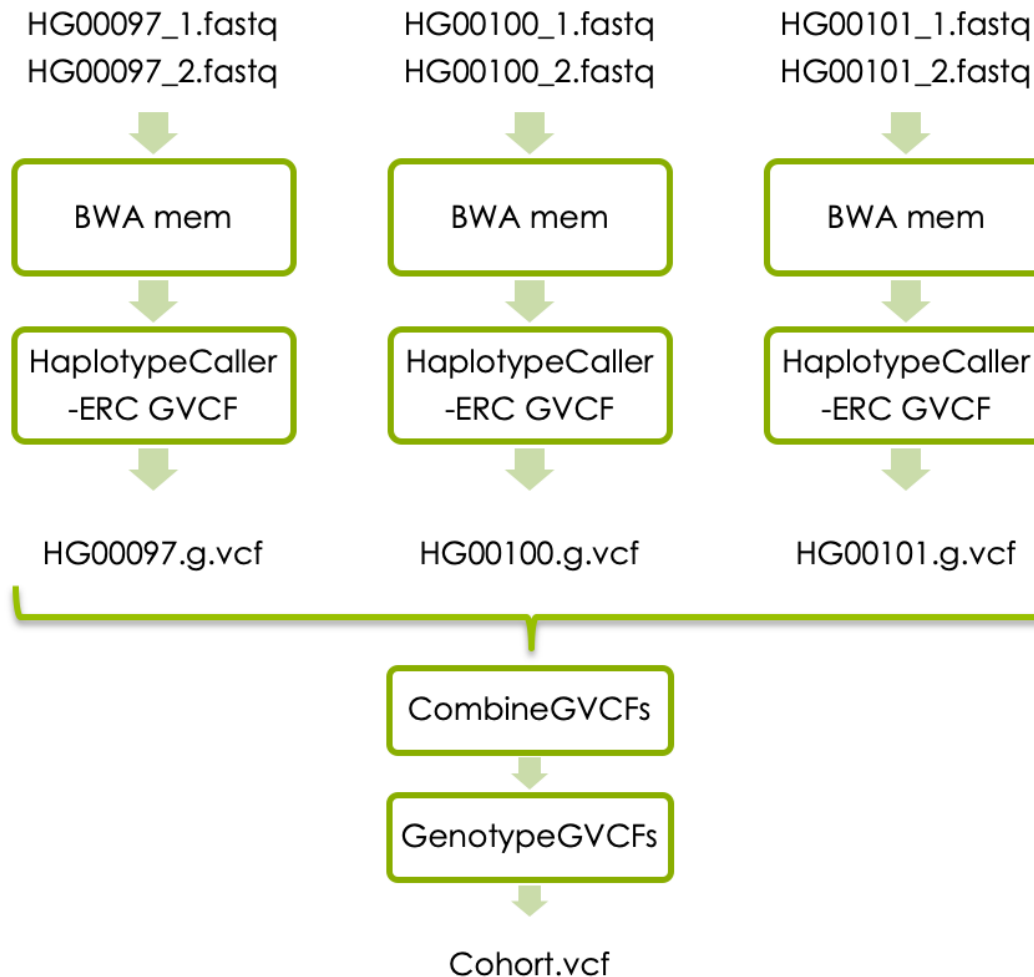 HG00097_1.fastq
HG00097_2.fastq
HG00100_1.fastq
HG00100_2.fastq
HG00101_1.fastq
HG00101_2.fastq
BWA mem
BWA mem
BWA mem
HaplotypeCaller
-ERC GVCF
HaplotypeCaller
-ERC GVCF
HaplotypeCaller
-ERC GVCF
HG00097.g.vcf
HG00100.g.vcf
HG00101.g.vcf
CombineGVCFs
GenotypeGVCFs
Cohort.vcf